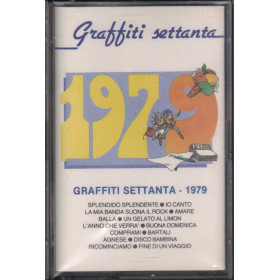 Graffiti settanta
1979
GRAFFITI SETTANTA - 1979
SPLENDIDO SPLENDENTE ● IO CANTO
LA MIA BANDA SUONA IL ROCK ● AMARE
BALLA ● UN GELATO AL LIMON
L'ANNO CHE VERRA' ● BUONA DOMENICA
COMPRAMI ● BARTALI
AGNESE ● DISCO BAMBINA
RICOMINCIAMO ● FINE DI UN VIAGGIO